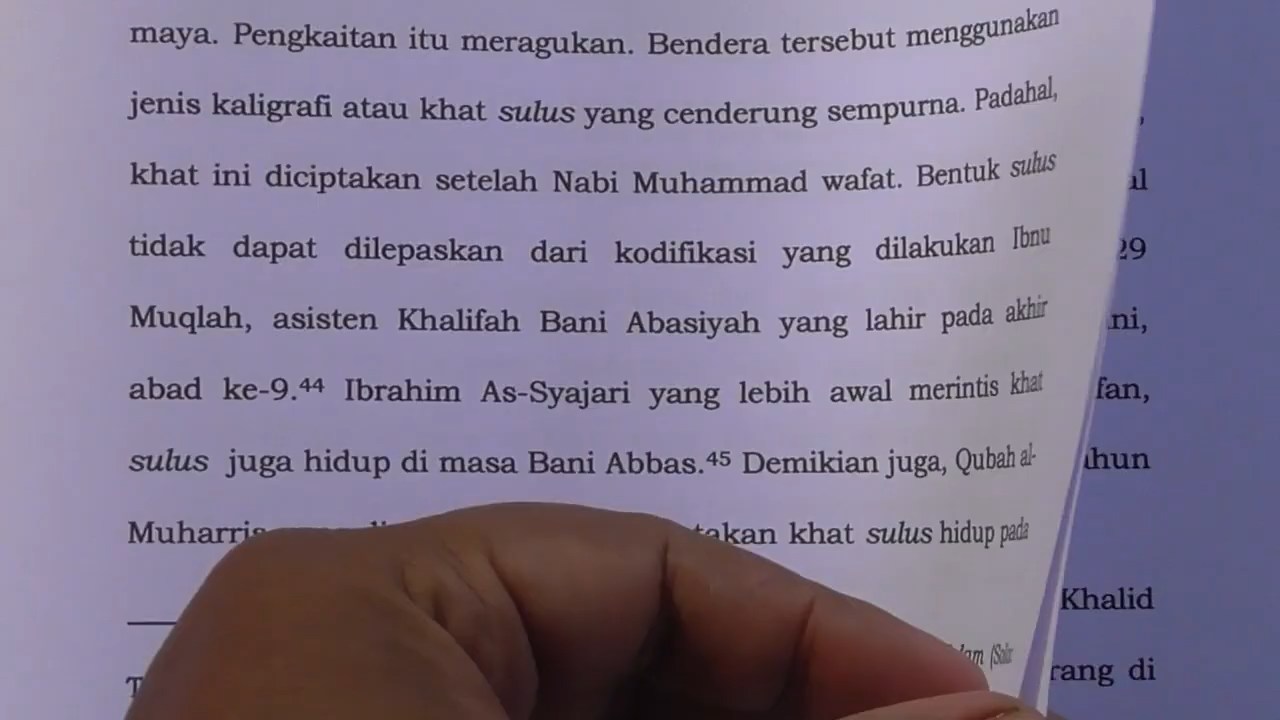 maya. Pengkaitan itu meragukan. Bendera tersebut menggunakan
jenis kaligrafi atau khat sulus yang cenderung sempurna. Padahal,
khat ini diciptakan setelah Nabi Muhammad wafat. Bentuk sulus
tidak dapat dilepaskan dari kodifikasi yang dilakukan Ibnu
Muqlah, asisten Khalifah Bani Abasiyah yang lahir pada akhir
abad ke-9.⁴⁴ Ibrahim As-Syajari yang lebih awal merintis khat
sulus juga hidup di masa Bani Abbas.⁴⁵ Demikian juga, Qubah al-
khat sulus hidup pada
29
Khalid
di